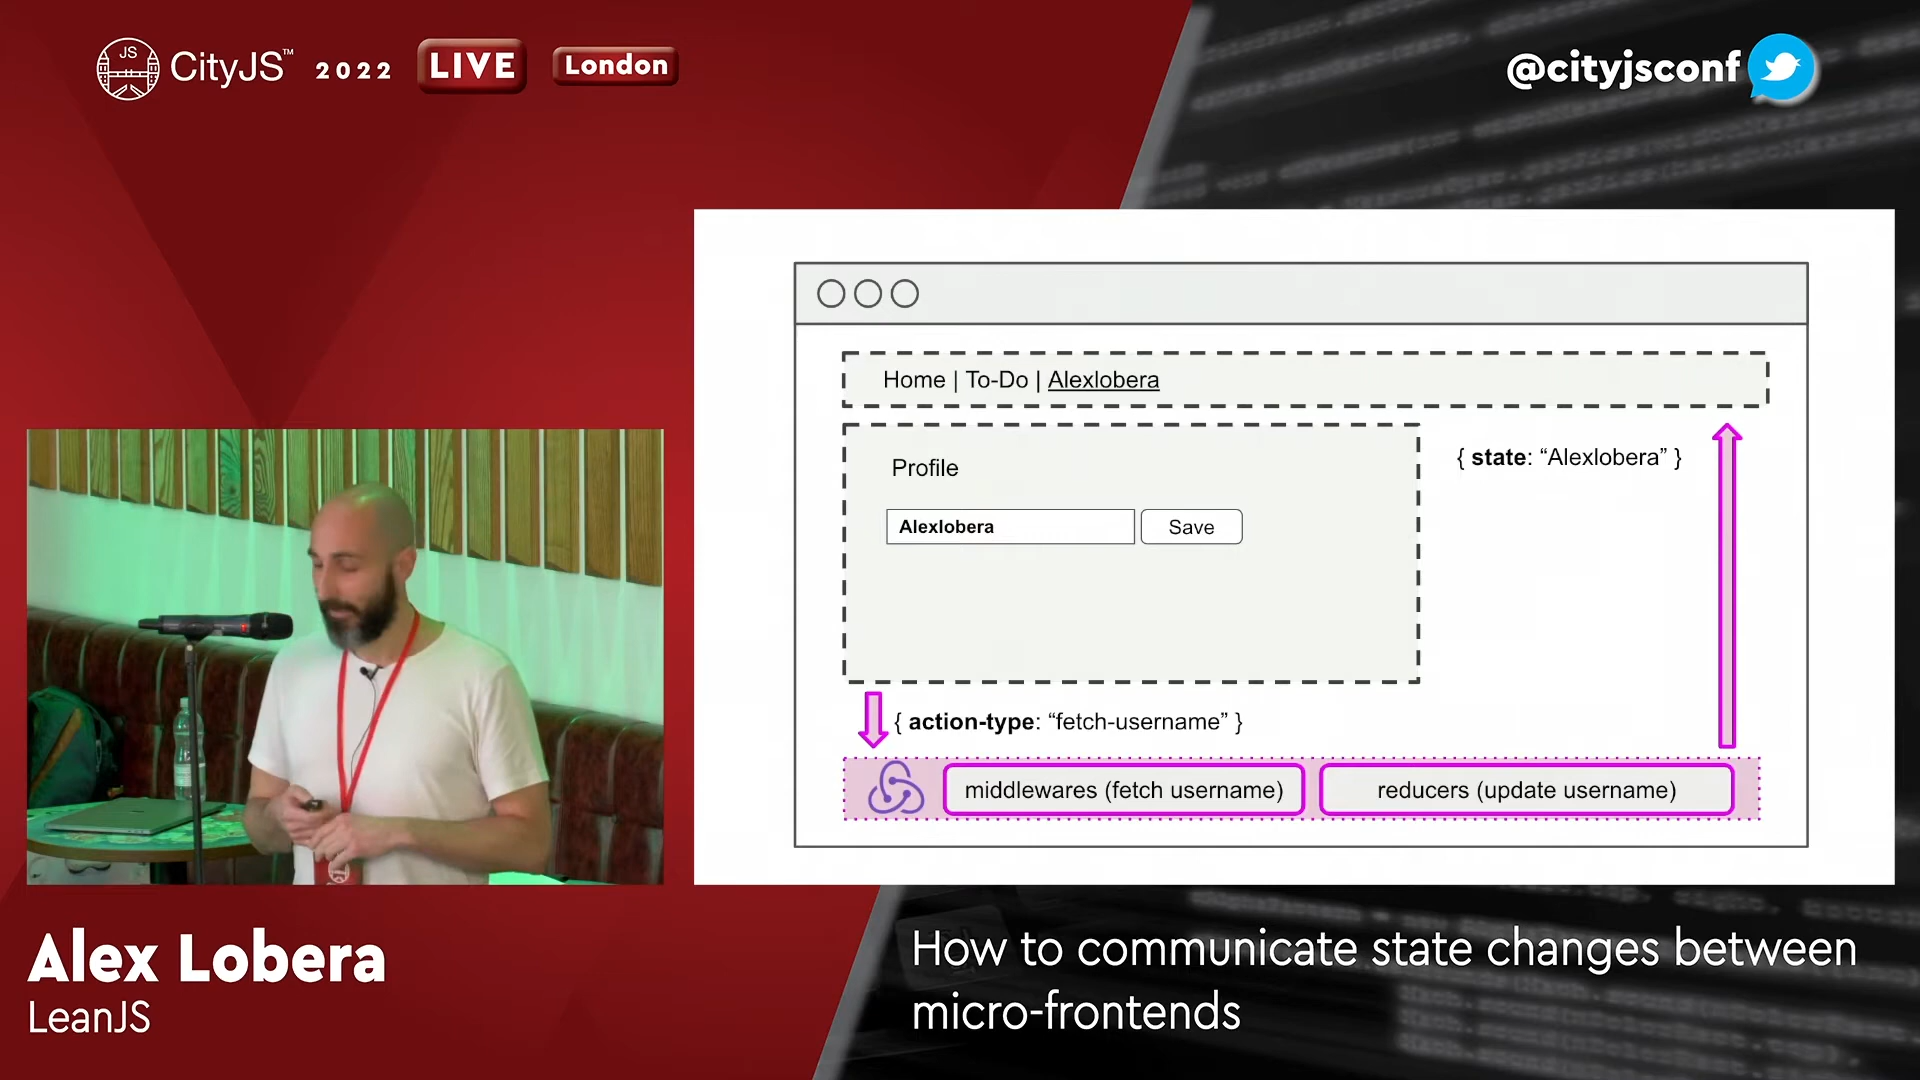 JS
CityJS™ 2022 LIVE London
@cityjsconf
Home | To-Do | Alexlobera
Profile
{ state: “Alexlobera” }
Alexlobera Save
{ action-type: “fetch-username” }
middlewares (fetch username) reducers (update username)
Alex Lobera
LeanJS
How to communicate state changes between
micro-frontends